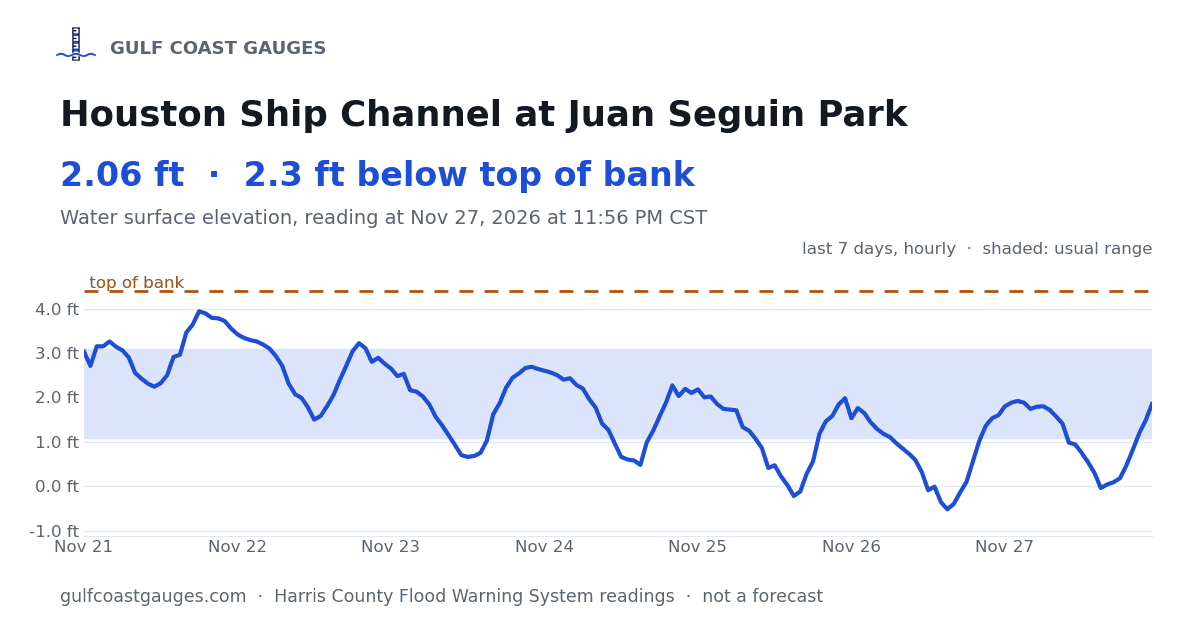 GULF COAST GAUGES
Houston Ship Channel at Juan Seguin Park
2.06 ft · 2.3 ft below top of bank
Water surface elevation, reading at Nov 27, 2026 at 11:56 PM CST
last 7 days, hourly · shaded: usual range
top of bank
4.0 ft
3.0 ft
2.0 ft
1.0 ft
0.0 ft
-1.0 ft
Nov 21 Nov 22 Nov 23 Nov 24 Nov 25 Nov 26 Nov 27
gulfcoastgauges.com · Harris County Flood Warning System readings · not a forecast